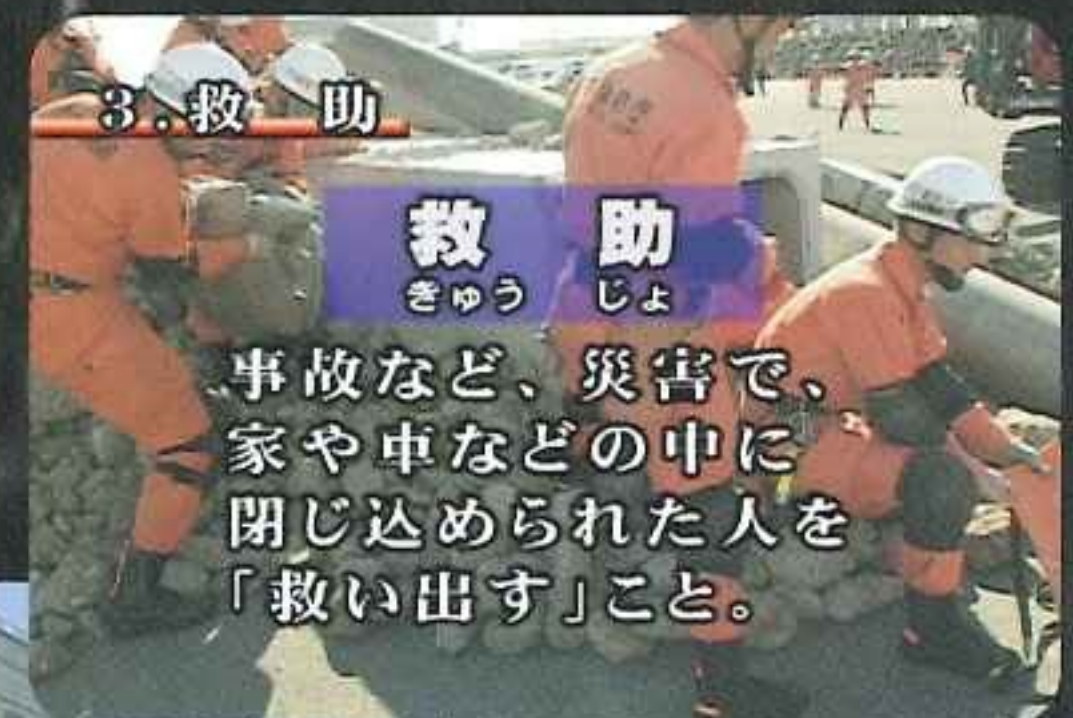 3.救 助
救 助
きゅう じょ
事故など、災害で、
家や車などの中に
閉じ込められた人を
「救い出す」こと。